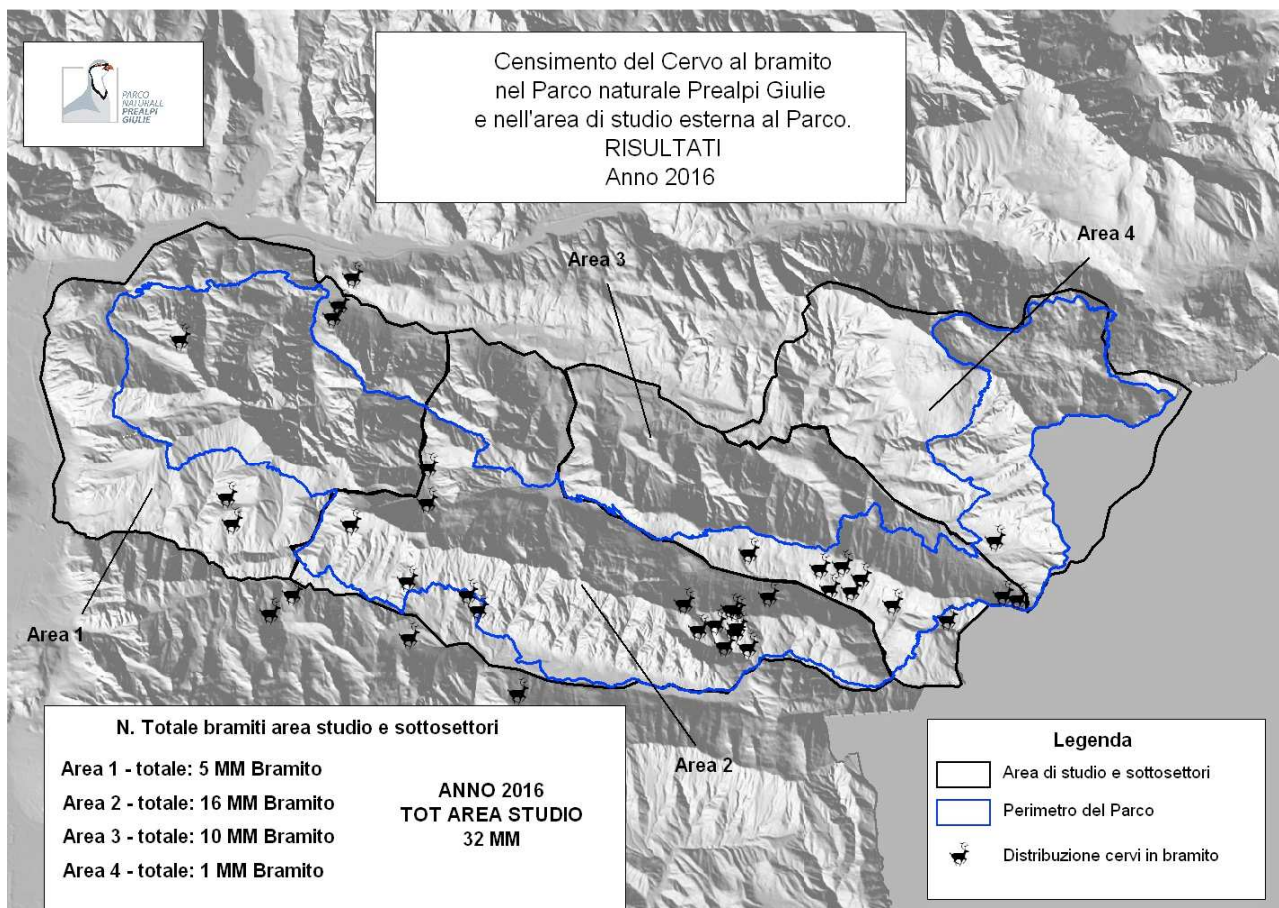 PARCO
NATURALE
PREALPI
GIULIE
Censimento del Cervo al bramito
nel Parco naturale Prealpi Giulie
e nell'area di studio esterna al Parco.
RISULTATI
Anno 2016
Area 4
Area 3
Area 1
Area 2
N. Totale bramiti area studio e sottosettori
Area 1 - totale: 5 MM Bramito
Area 2 - totale: 16 MM Bramito
Area 3 - totale: 10 MM Bramito
Area 4 - totale: 1 MM Bramito
ANNO 2016
TOT AREA STUDIO
32 MM
Legenda
Area di studio e sottosettori
Perimetro del Parco
Distribuzione cervi in bramito